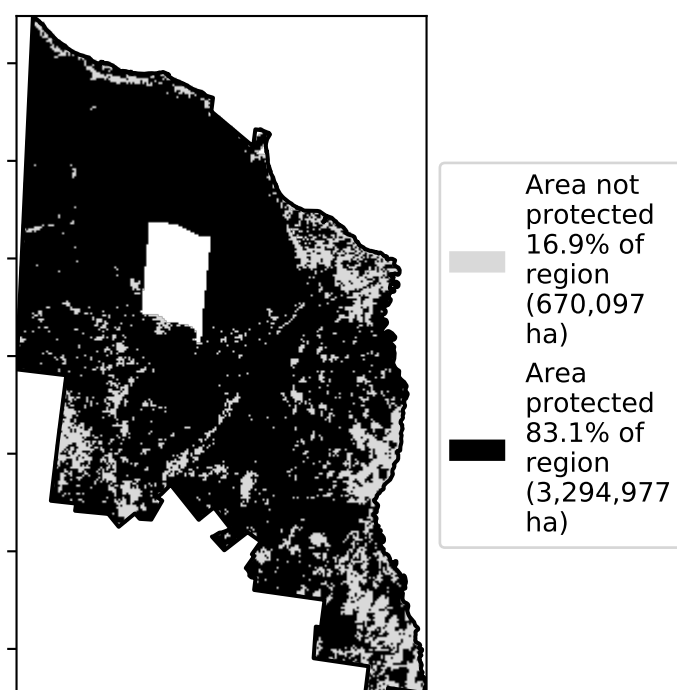 Area not
protected
16.9% of
region
(670,097
ha)
Area
protected
83.1% of
region
(3,294,977
ha)